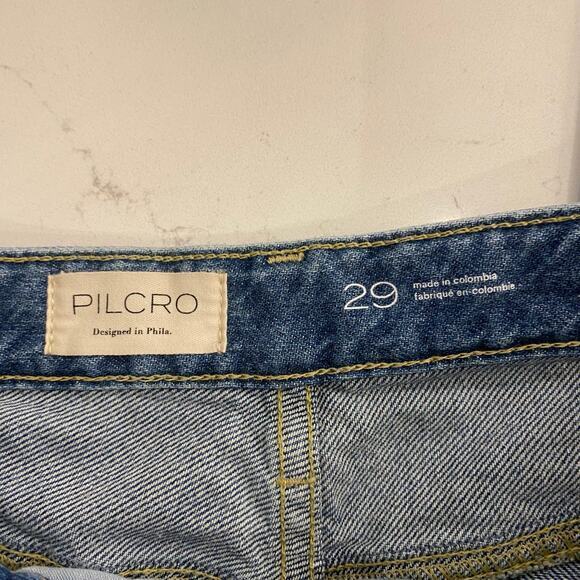 PILCRO
Designed in Phila.
29
made in colombia
fabriqué en colombie